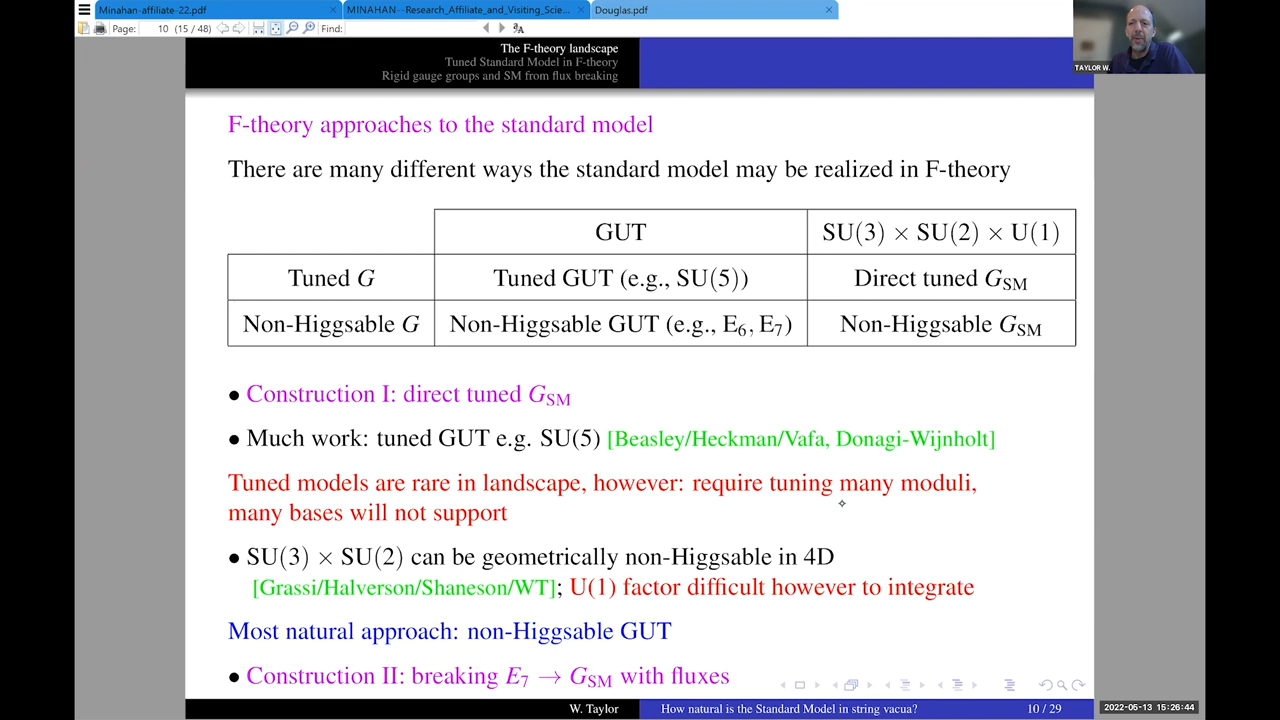 Minahan-affiliate-22.pdf
MINAHAN--Research_Affiliate_and_Visiting_Scie...
Douglas.pdf
Page: 10 (15 / 48) Find:
The F-theory landscape
Tuned Standard Model in F-theory
Rigid gauge groups and SM from flux breaking
TAYLOR W.
F-theory approaches to the standard model
There are many different ways the standard model may be realized in F-theory
GUT SU(3) × SU(2) × U(1)
Tuned G Tuned GUT (e.g., SU(5)) Direct tuned G_SM
Non-Higgsable G Non-Higgsable GUT (e.g., E₆, E₇) Non-Higgsable G_SM
• Construction I: direct tuned G_SM
• Much work: tuned GUT e.g. SU(5) [Beasley/Heckman/Vafa, Donagi-Wijnholt]
Tuned models are rare in landscape, however: require tuning many moduli,
many bases will not support
• SU(3) × SU(2) can be geometrically non-Higgsable in 4D
[Grassi/Halverson/Shaneson/WT]; U(1) factor difficult however to integrate
Most natural approach: non-Higgsable GUT
• Construction II: breaking E₇ → G_SM with fluxes
W. Taylor How natural is the Standard Model in string vacua? 10 / 29
2022-05-13 15:26:44